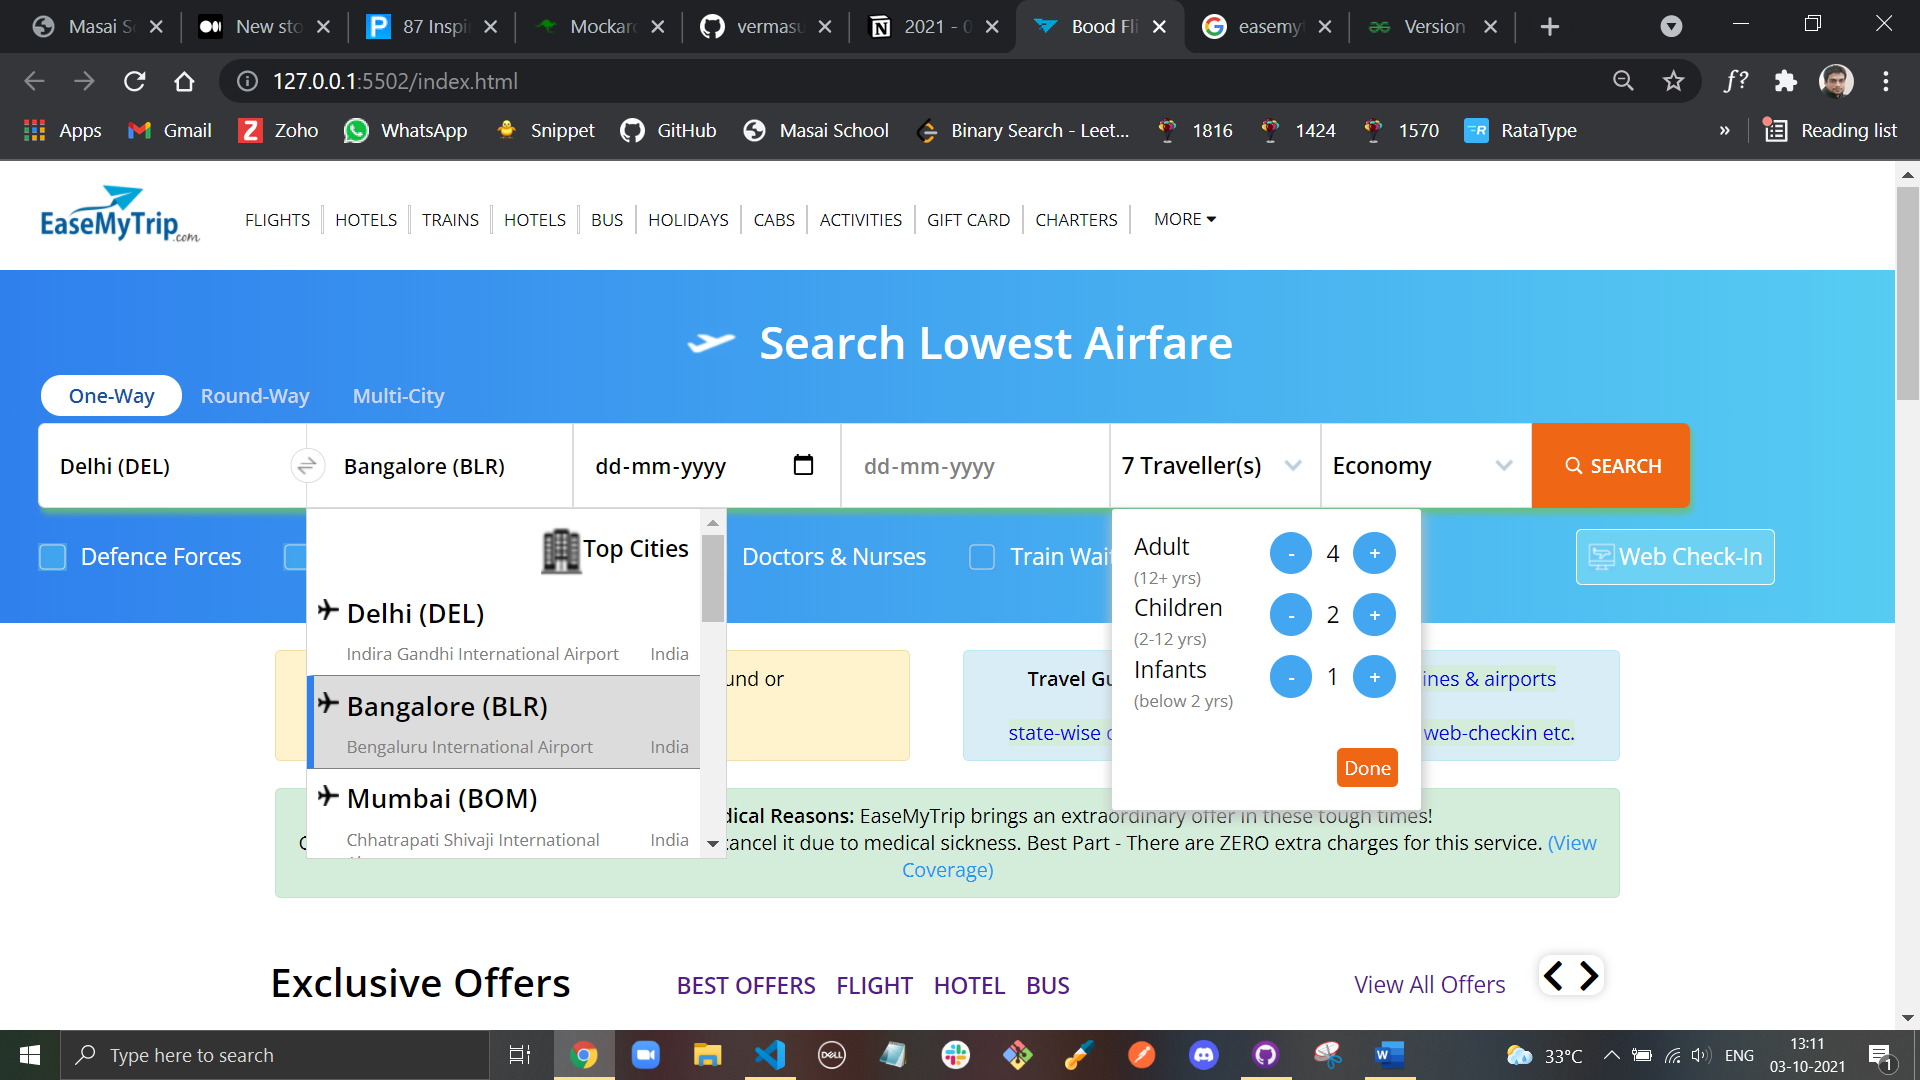 Masai S
New sto
87 Inspi
Mockaro
vermasu
2021 - 0
Bood Fli
easemyt
Version
127.0.0.1:5502/index.html
f?
Apps
Gmail
Zoho
WhatsApp
Snippet
GitHub
Masai School
Binary Search - Leet...
1816
1424
1570
RataType
»
Reading list
EaseMyTrip.com
FLIGHTS
HOTELS
TRAINS
HOTELS
BUS
HOLIDAYS
CABS
ACTIVITIES
GIFT CARD
CHARTERS
MORE
Search Lowest Airfare
One-Way
Round-Way
Multi-City
Delhi (DEL)
Bangalore (BLR)
dd-mm-yyyy
dd-mm-yyyy
7 Traveller(s)
Economy
SEARCH
Defence Forces
Doctors & Nurses
Train Wait
Web Check-In
Top Cities
Delhi (DEL)
Indira Gandhi International Airport India
Bangalore (BLR)
Bengaluru International Airport India
Mumbai (BOM)
Chhatrapati Shivaji International India
Adult - 4 +
(12+ yrs)
Children - 2 +
(2-12 yrs)
Infants - 1 +
(below 2 yrs)
Done
und or
Travel Gu
ines & airports
state-wise
web-checkin etc.
dical Reasons: EaseMyTrip brings an extraordinary offer in these tough times!
cancel it due to medical sickness. Best Part - There are ZERO extra charges for this service. (View
Coverage)
Exclusive Offers
BEST OFFERS
FLIGHT
HOTEL
BUS
View All Offers
Type here to search
DELL
33°C
ENG
13:11
03-10-2021
1